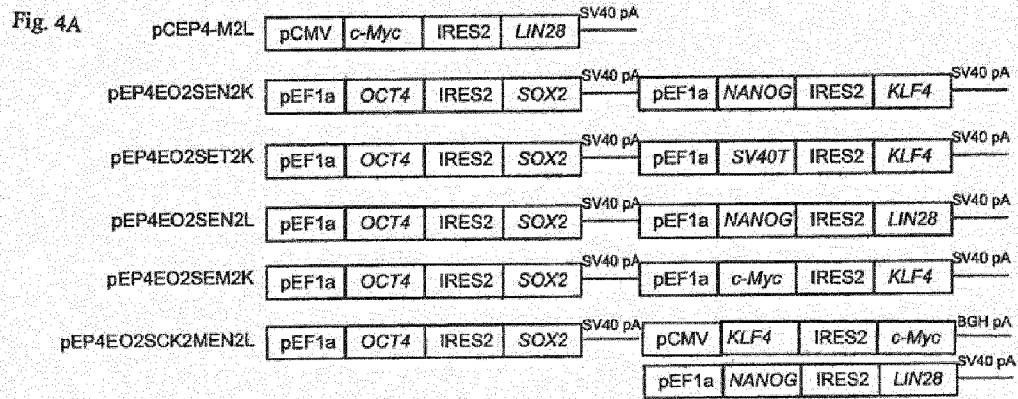 Fig. 4A
pCEP4-M2L pCMV c-Myc IRES2 LIN28 SV40 pA
pEP4EO2SEN2K pEF1a OCT4 IRES2 SOX2 SV40 pA pEF1a NANOG IRES2 KLF4 SV40 pA
pEP4EO2SET2K pEF1a OCT4 IRES2 SOX2 SV40 pA pEF1a SV40T IRES2 KLF4 SV40 pA
pEP4EO2SEN2L pEF1a OCT4 IRES2 SOX2 SV40 pA pEF1a NANOG IRES2 LIN28 SV40 pA
pEP4EO2SEM2K pEF1a OCT4 IRES2 SOX2 SV40 pA pEF1a c-Myc IRES2 KLF4 SV40 pA
pEP4EO2SCK2MEN2L pEF1a OCT4 IRES2 SOX2 SV40 pA pCMV KLF4 IRES2 c-Myc BGH pA
pEF1a NANOG IRES2 LIN28 SV40 pA